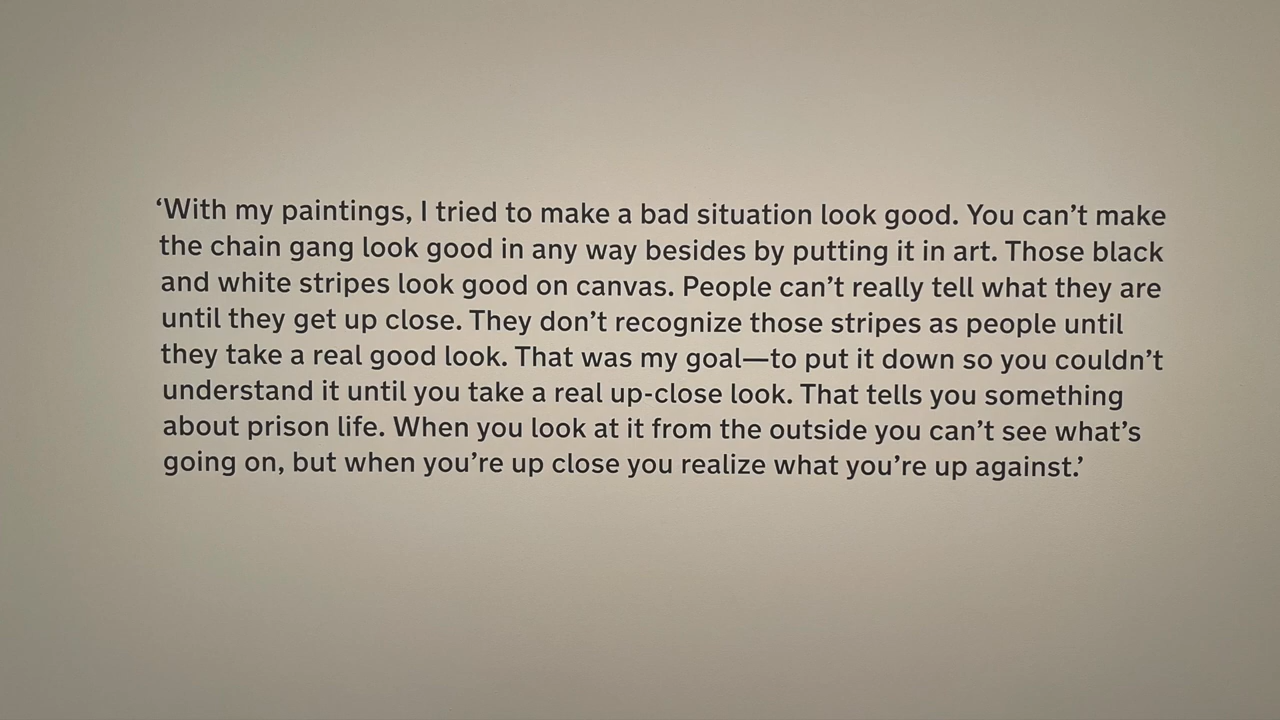 ‘With my paintings, I tried to make a bad situation look good. You can’t make
the chain gang look good in any way besides by putting it in art. Those black
and white stripes look good on canvas. People can’t really tell what they are
until they get up close. They don’t recognize those stripes as people until
they take a real good look. That was my goal—to put it down so you couldn’t
understand it until you take a real up-close look. That tells you something
about prison life. When you look at it from the outside you can’t see what’s
going on, but when you’re up close you realize what you’re up against.’